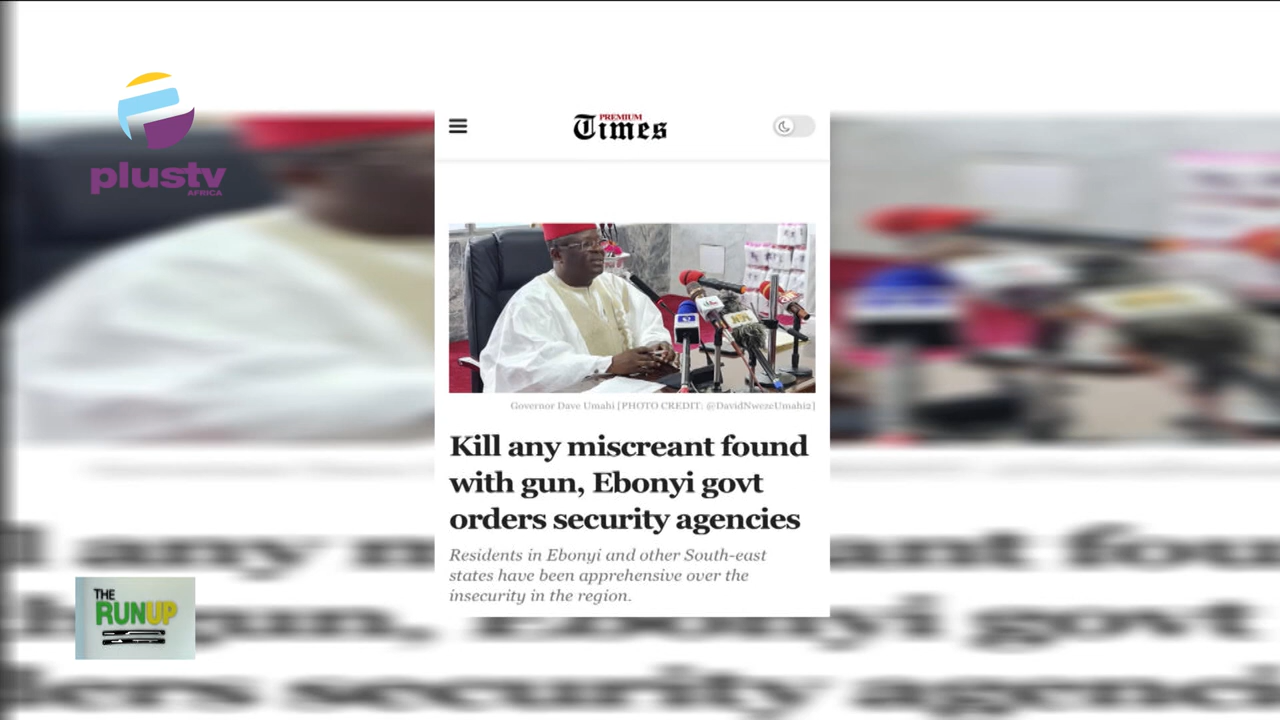 plustv
AFRICA
PREMIUM
Times
Governor Dave Umahi [PHOTO CREDIT: @DavidNwezeUmahi2]
Kill any miscreant found
with gun, Ebonyi govt
orders security agencies
Residents in Ebonyi and other South-east
states have been apprehensive over the
insecurity in the region.
THE
RUNUP